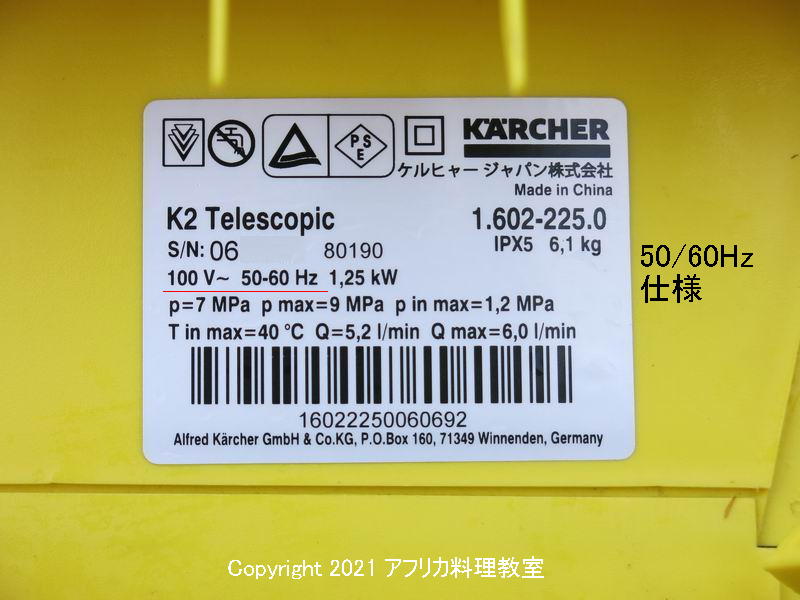 P S
E
KÄRCHER
ケルヒャー ジャパン株式会社
Made in China
K2 Telescopic 1.602-225.0
S/N: 06 80190 IPX5 6,1 kg
100 V~ 50-60 Hz 1,25 kW
50/60Hz
仕様
p=7 MPa p max=9 MPa p in max=1,2 MPa
T in max=40 °C Q=5,2 l/min Q max=6,0 l/min
16022250060692
Alfred Kärcher GmbH & Co.KG, P.O.Box 160, 71349 Winnenden, Germany
Copyright 2021 アフリカ料理教室